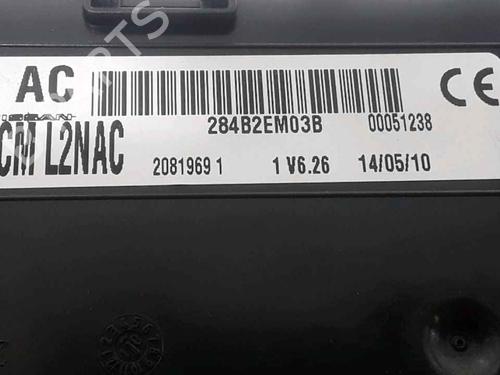 AC
CE
284B2EM03B 00051238
CM L2NAC
2081969 1 1 V6.26 14/05/10